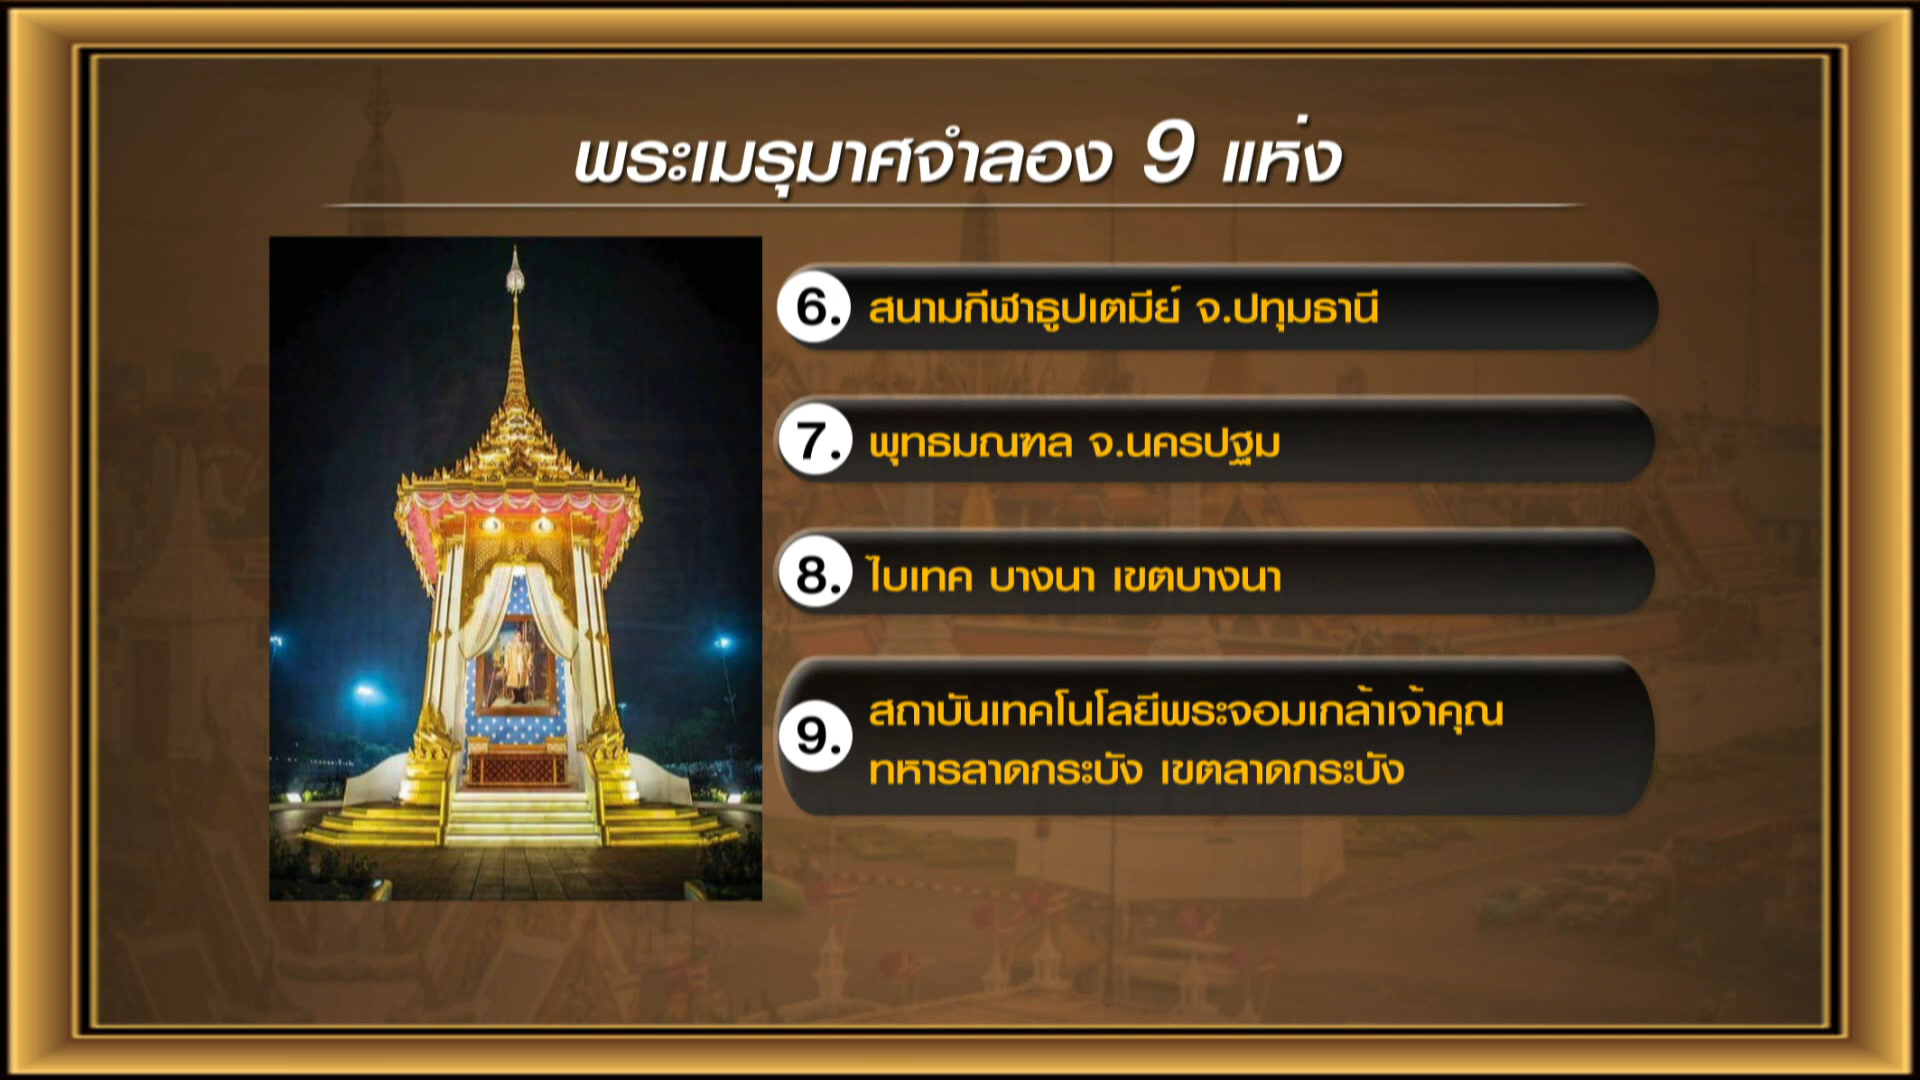 พระเมรุมาศจำลอง 9 แห่ง
6. สนามกีฬาธูปเตมีย์ จ.ปทุมธานี
7. พุทธมณฑล จ.นครปฐม
8. ไบเทค บางนา เขตบางนา
9. สถาบันเทคโนโลยีพระจอมเกล้าเจ้าคุณ
ทหารลาดกระบัง เขตลาดกระบัง